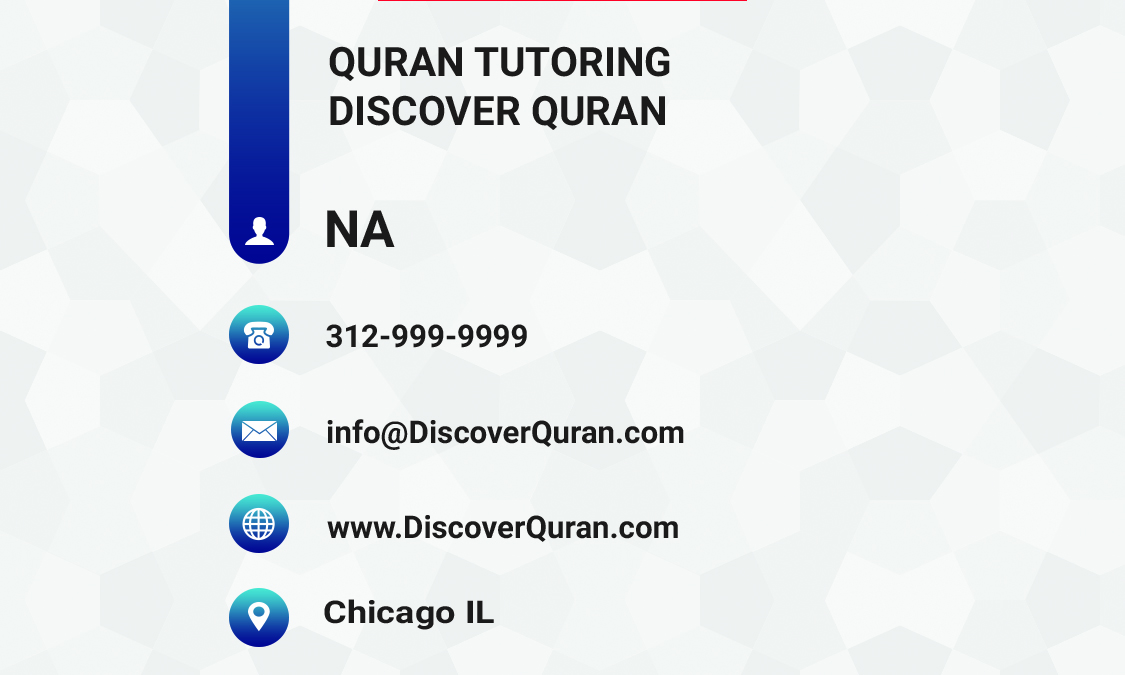 QURAN TUTORING
DISCOVER QURAN
NA
312-999-9999
info@DiscoverQuran.com
www.DiscoverQuran.com
Chicago IL